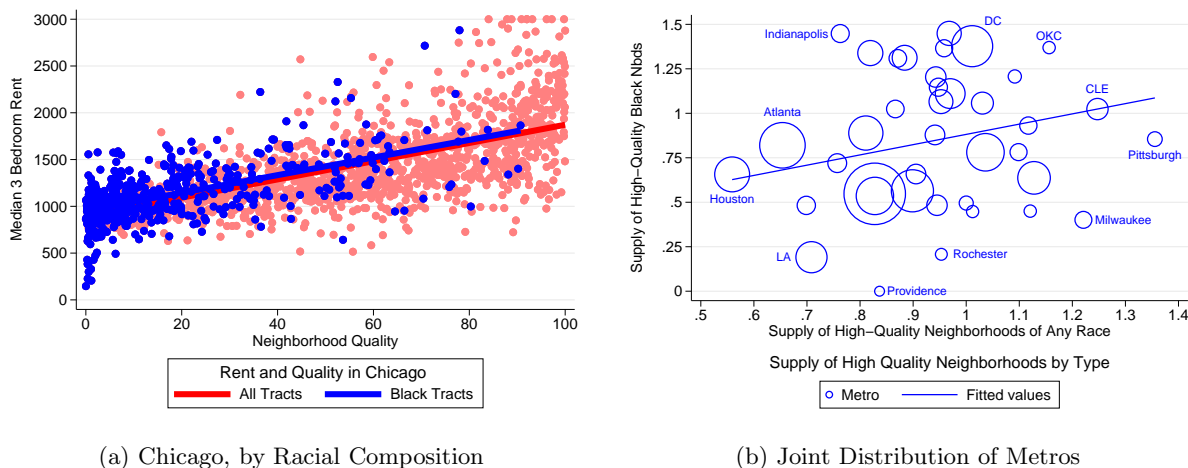 Median 3 Bedroom Rent
3000
2500
2000
1500
1000
500
0
0 20 40 60 80 100
Neighborhood Quality
Rent and Quality in Chicago
All Tracts Black Tracts
(a) Chicago, by Racial Composition
Supply of High−Quality Black Nbds
1.5
1.25
1
.75
.5
.25
0
Indianapolis
DC
OKC
Atlanta
CLE
Pittsburgh
Houston
Milwaukee
LA
Rochester
Providence
.5 .6 .7 .8 .9 1 1.1 1.2 1.3 1.4
Supply of High−Quality Neighborhoods of Any Race
Supply of High Quality Neighborhoods by Type
Metro Fitted values
(b) Joint Distribution of Metros